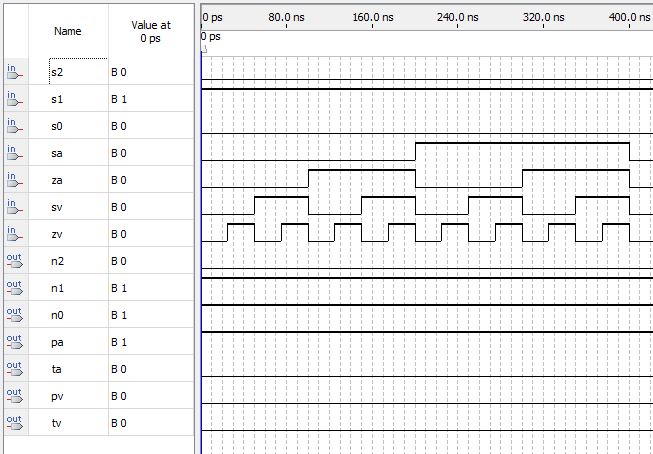 Name Value at 0 ps 0 ps 80.0 ns 160.0 ns 240.0 ns 320.0 ns 400.0 ns
0 ps
in s2 B 0
in s1 B 1
in s0 B 0
in sa B 0
in za B 0
in sv B 0
in zv B 0
out n2 B 0
out n1 B 1
out n0 B 1
out pa B 1
out ta B 0
out pv B 0
out tv B 0